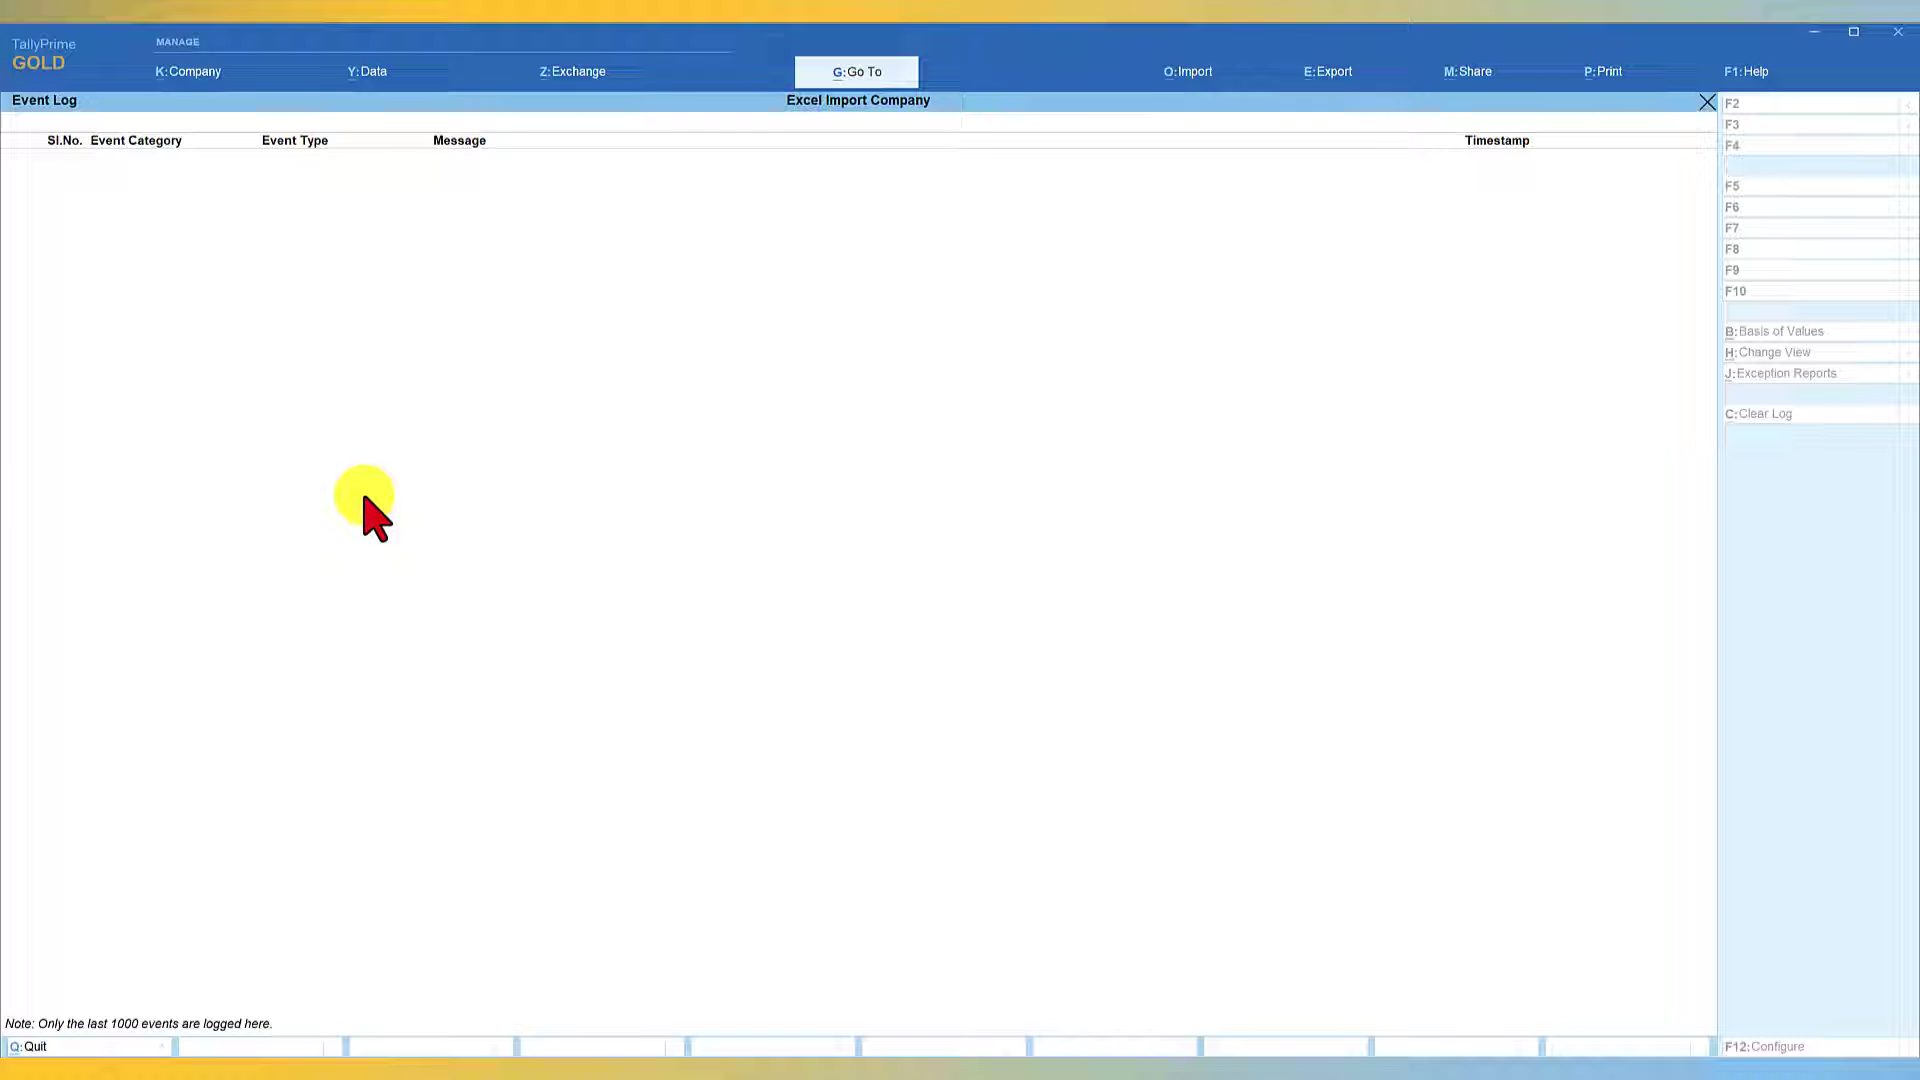 TallyPrime
GOLD
MANAGE
K:Company
Y:Data
Z:Exchange
G:Go To
O:Import
E:Export
M:Share
P:Print
F1:Help
Event Log
Excel Import Company
Sl.No. Event Category Event Type Message Timestamp
F2
F3
F4
F5
F6
F7
F8
F9
F10
B:Basis of Values
H:Change View
J:Exception Reports
C:Clear Log
Note: Only the last 1000 events are logged here.
Q:Quit
F12:Configure